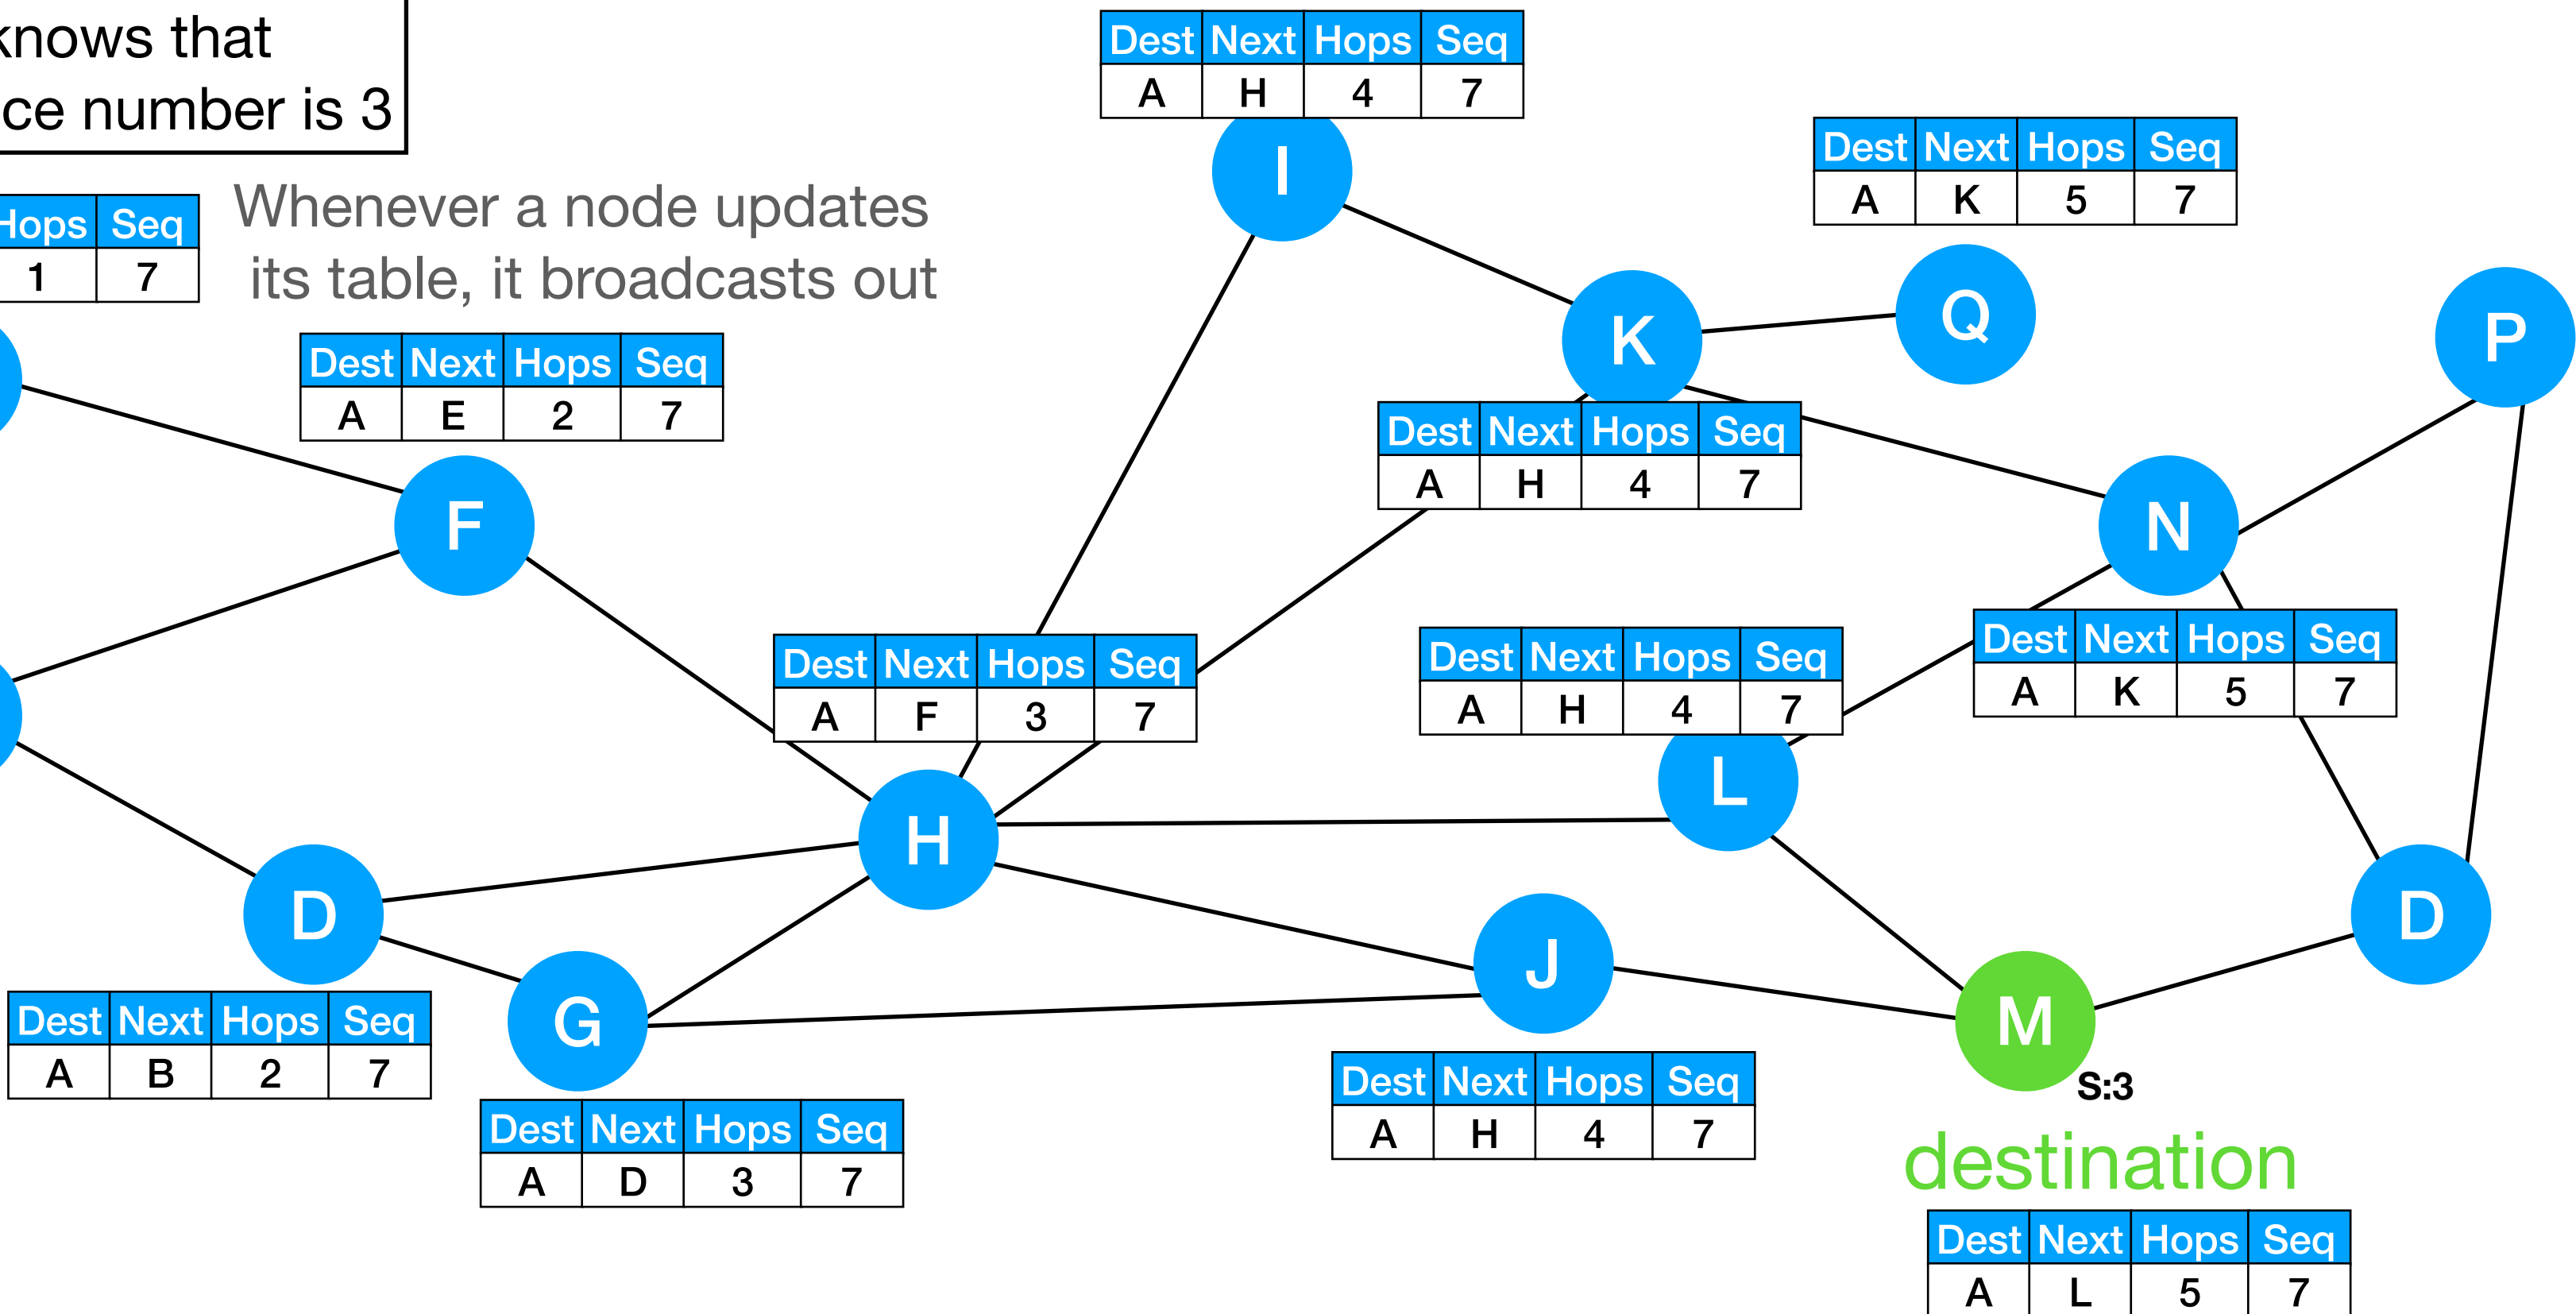 knows that
ce number is 3
Dest Next Hops Seq
A H 4 7
I
Dest Next Hops Seq
A K 5 7
Hops Seq
1 7
Whenever a node updates
its table, it broadcasts out
Q
P
K
Dest Next Hops Seq
A E 2 7
Dest Next Hops Seq
A H 4 7
F
N
Dest Next Hops Seq
A F 3 7
Dest Next Hops Seq
A H 4 7
Dest Next Hops Seq
A K 5 7
L
H
D
D
J
G
M
S:3
Dest Next Hops Seq
A B 2 7
Dest Next Hops Seq
A D 3 7
Dest Next Hops Seq
A H 4 7
destination
Dest Next Hops Seq
A L 5 7